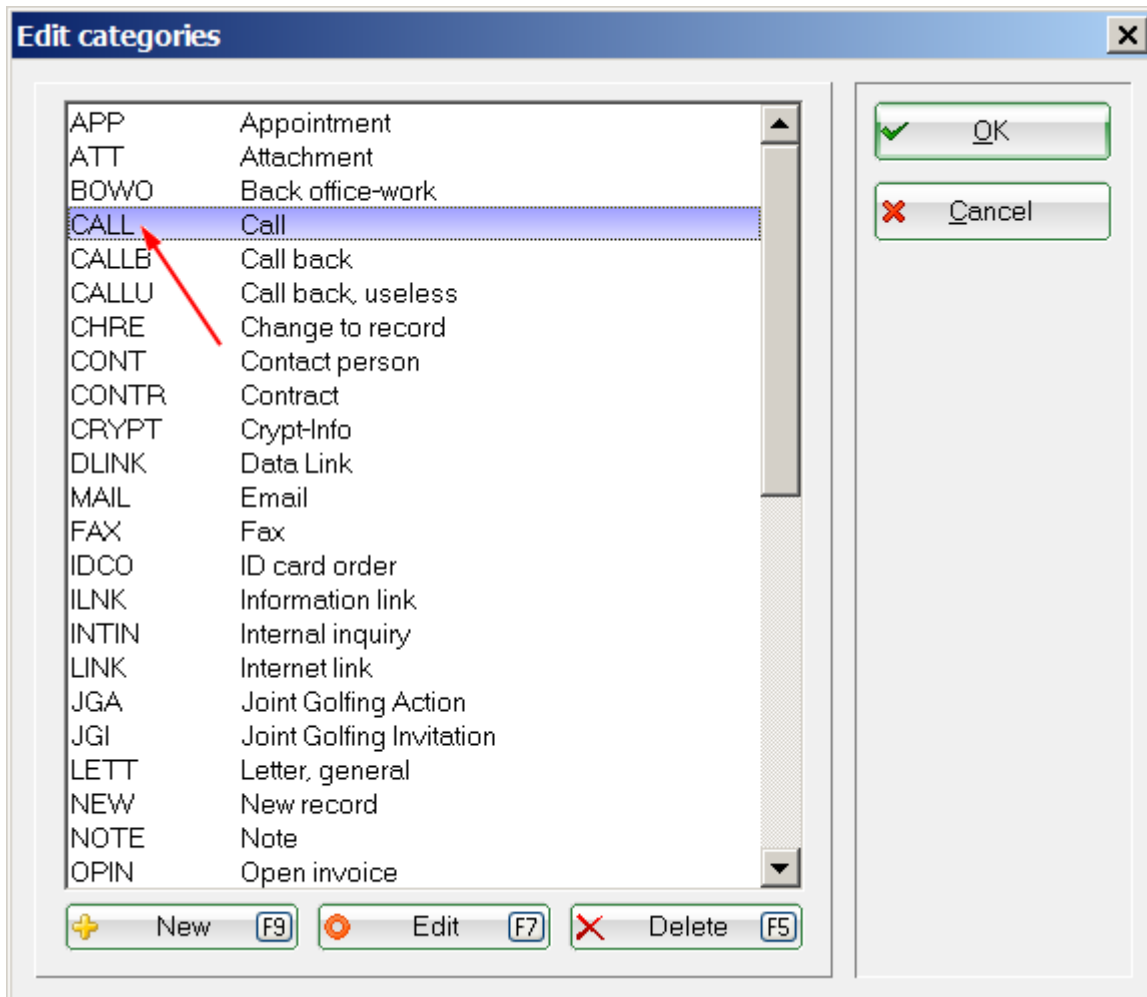 Edit categories
APP Appointment
ATT Attachment
BOWO Back office-work
CALL Call
CALLB Call back
CALLU Call back, useless
CHRE Change to record
CONT Contact person
CONTR Contract
CRYPT Crypt-Info
DLINK Data Link
MAIL Email
FAX Fax
IDCO ID card order
ILNK Information link
INTIN Internal inquiry
LINK Internet link
JGA Joint Golfing Action
JGI Joint Golfing Invitation
LETT Letter, general
NEW New record
NOTE Note
OPIN Open invoice
New F9 Edit F7 Delete F5
OK
Cancel